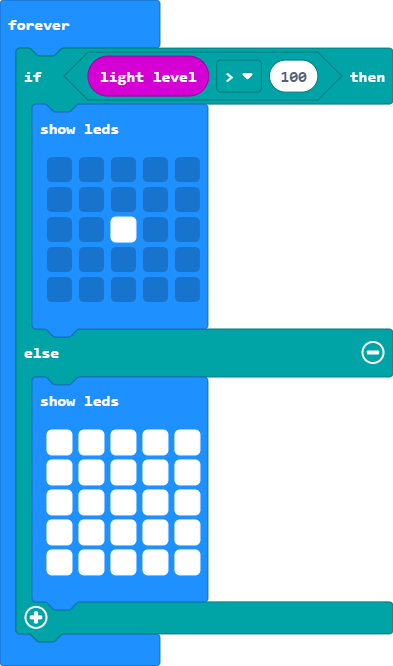 forever
if light level > 100 then
show leds
else
show leds